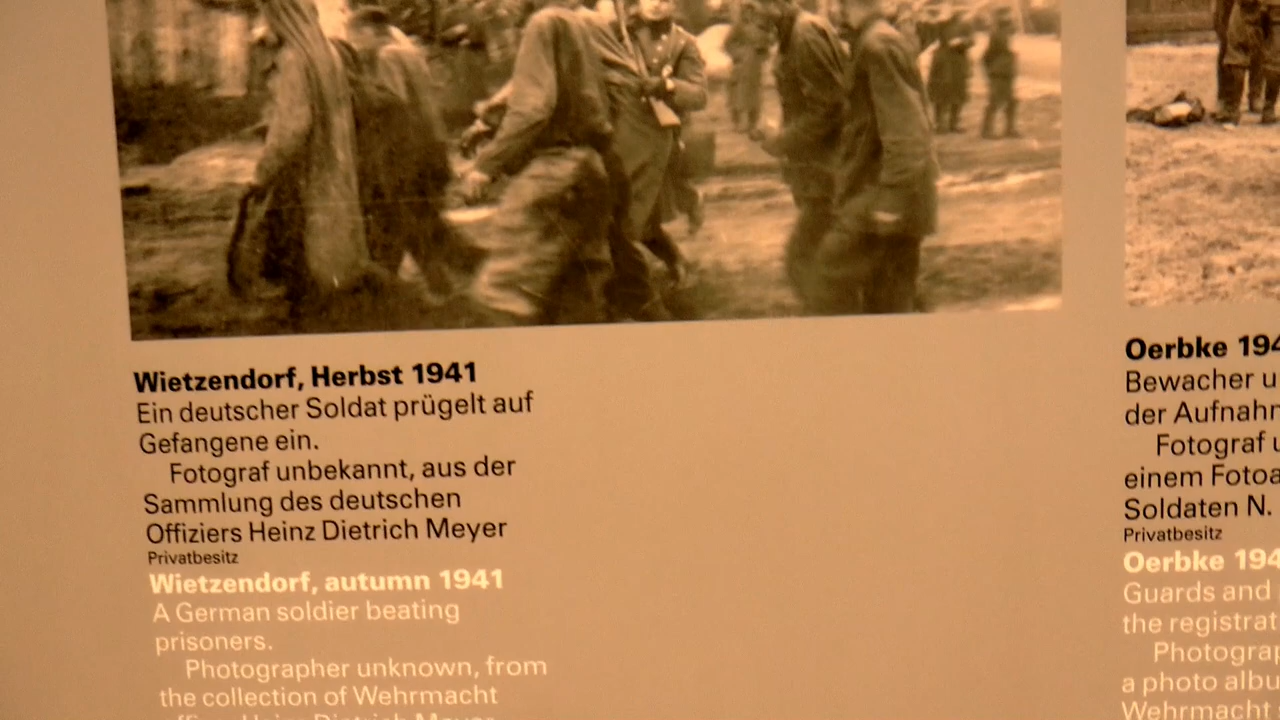 Wietzendorf, Herbst 1941
Ein deutscher Soldat prügelt auf
Gefangene ein.
Fotograf unbekannt, aus der
Sammlung des deutschen
Offiziers Heinz Dietrich Meyer
Privatbesitz
Wietzendorf, autumn 1941
A German soldier beating
prisoners.
Photographer unknown, from
the collection of Wehrmacht
Oerbke 194
Bewacher u
der Aufnahm
Fotograf u
einem Fotoa
Soldaten N.
Privatbesitz
Oerbke 194
Guards and
the registrat
Photograp
a photo albu
Wehrmacht